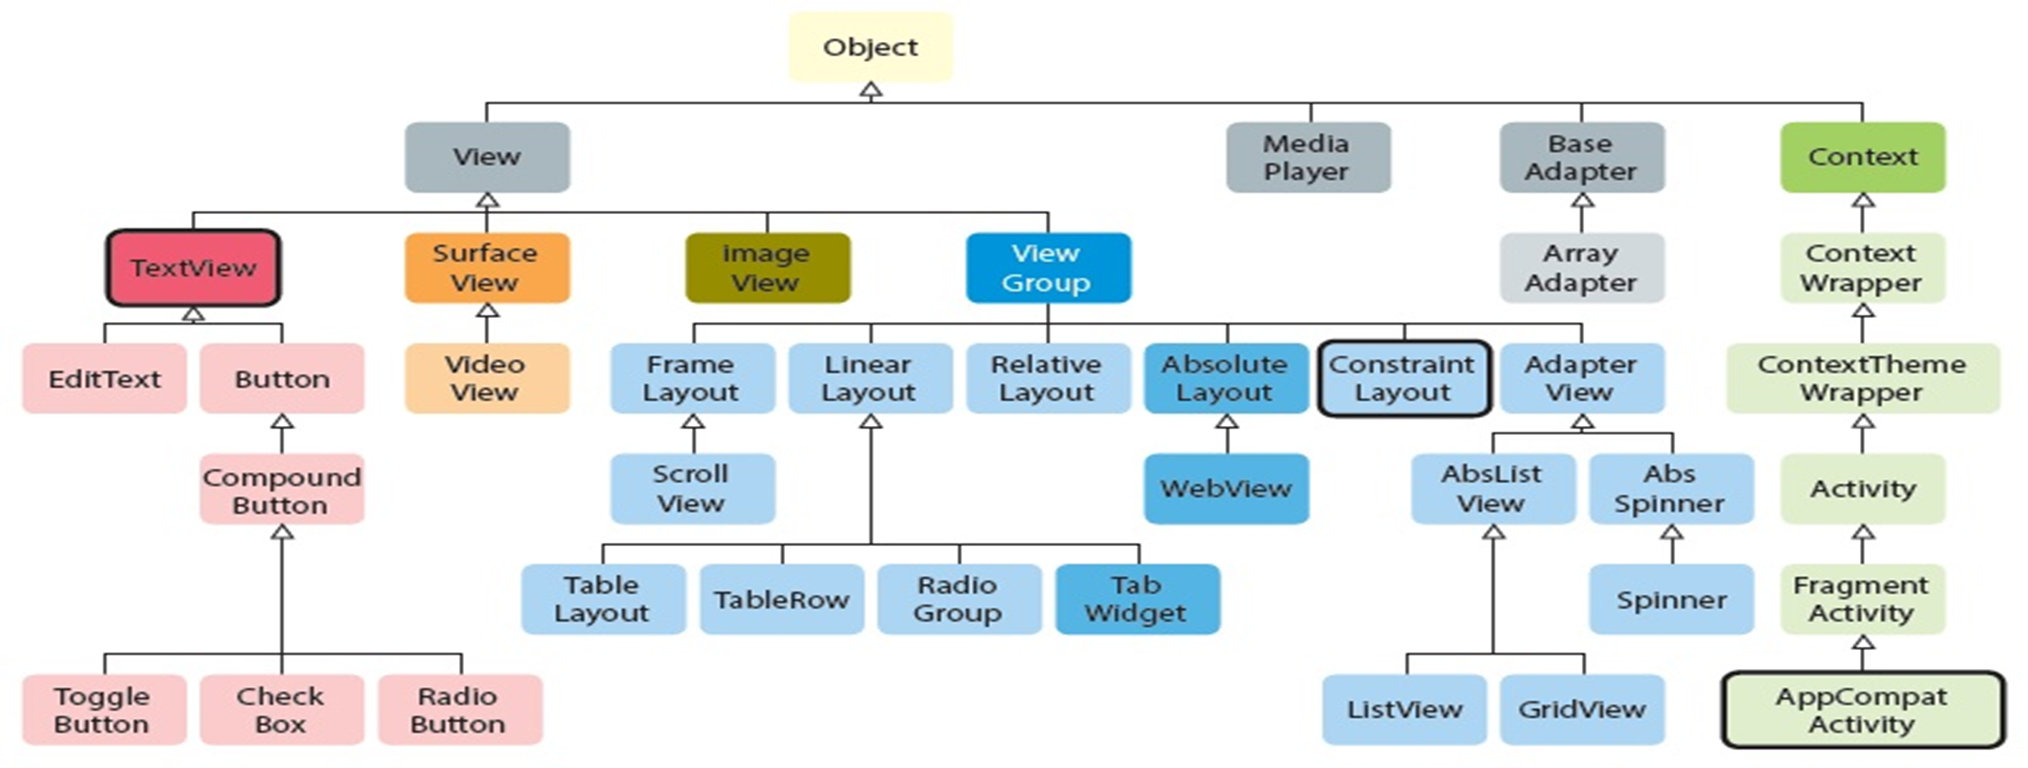 Object
View
Media
Player
Base
Adapter
Context
TextView
Surface
View
image
View
View
Group
Array
Adapter
Context
Wrapper
EditText
Button
Video
View
Frame
Layout
Linear
Layout
Relative
Layout
Absolute
Layout
Constraint
Layout
Adapter
View
ContextTheme
Wrapper
Compound
Button
Scroll
View
WebView
AbsList
View
Abs
Spinner
Activity
Table
Layout
TableRow
Radio
Group
Tab
Widget
Spinner
Fragment
Activity
Toggle
Button
Check
Box
Radio
Button
ListView
GridView
AppCompat
Activity